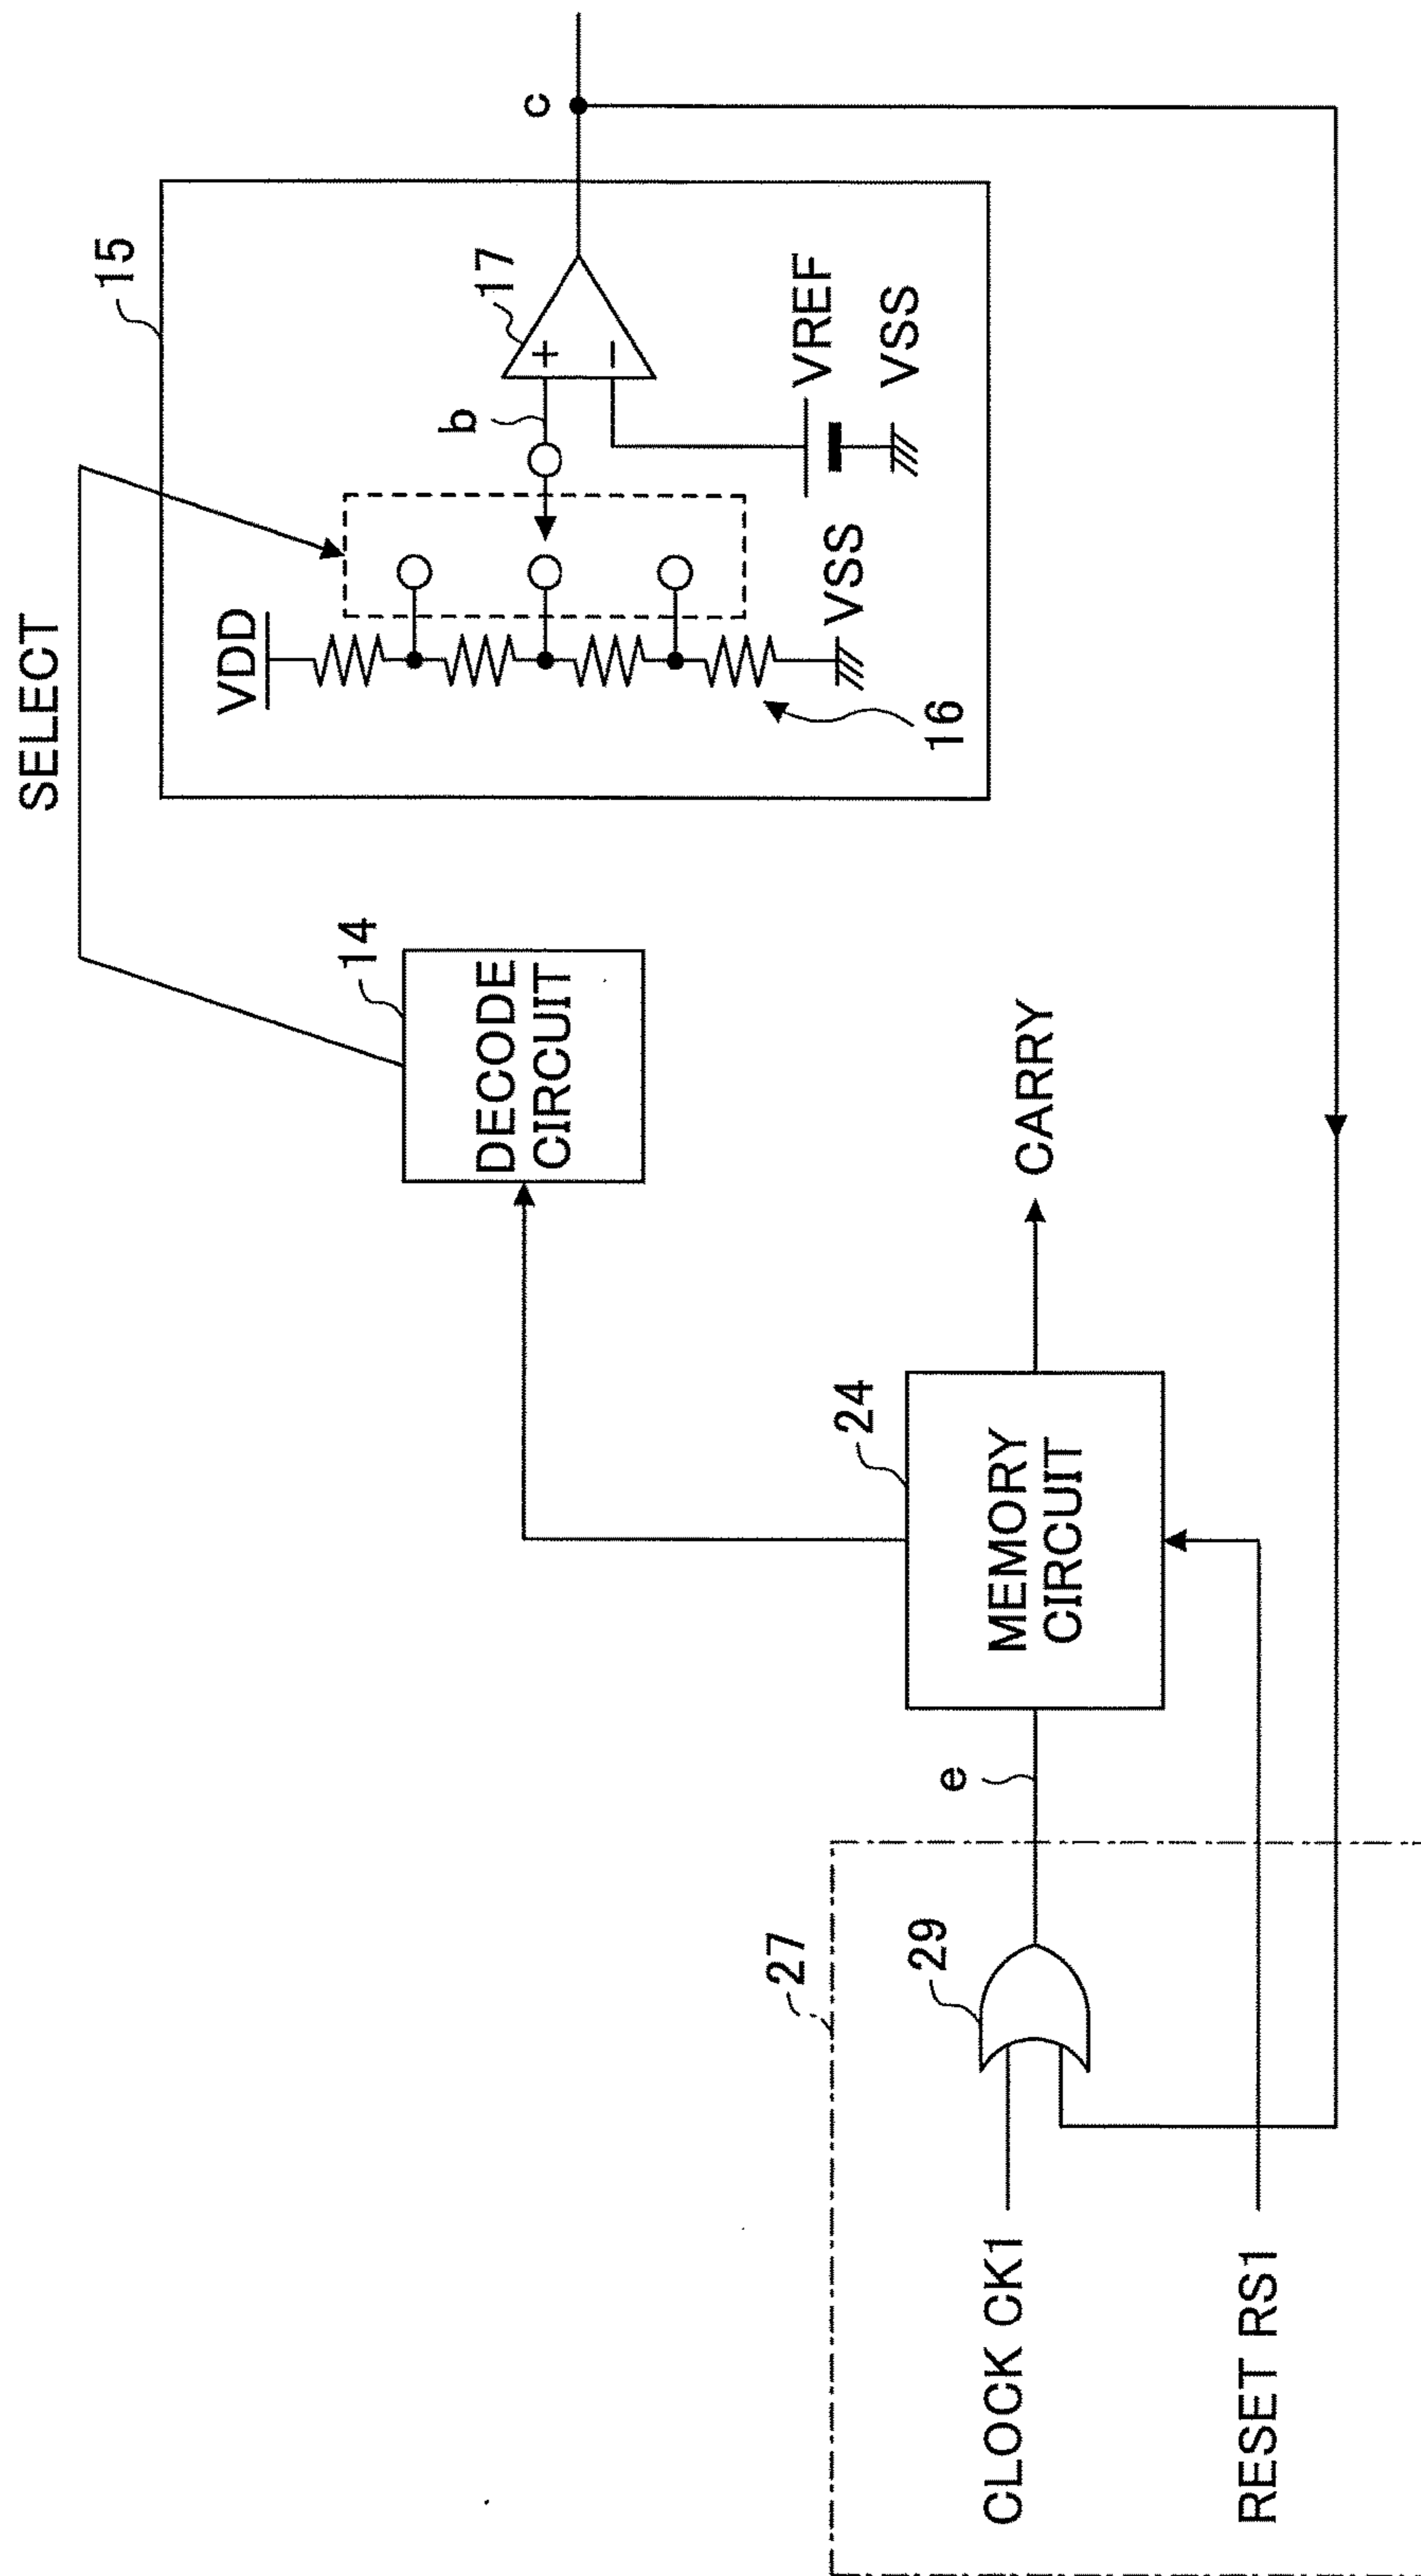 SELECT
15
VDD
16
VSS
b
17
+
−
VREF
VSS
c
14
DECODE
CIRCUIT
24
MEMORY
CIRCUIT
CARRY
e
27
29
CLOCK CK1
RESET RS1